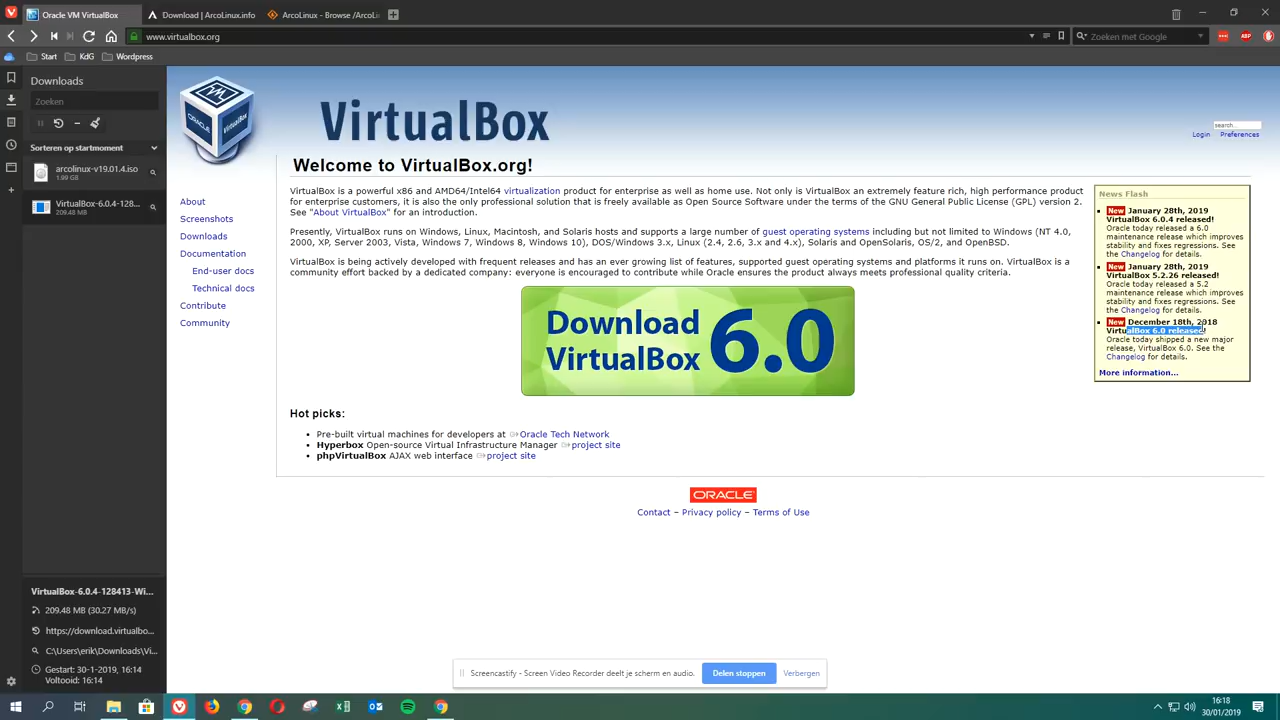 Oracle VM VirtualBox
Download | ArcoLinux.info
ArcoLinux - Browse /ArcoLi
www.virtualbox.org
Zoeken met Google
ABP
Start
KdG
Wordpress
Downloads
Zoeken
Sorteren op startmoment
arcolinux-v19.01.4.iso
1.99 GB
VirtualBox-6.0.4-128...
209.48 MB
VirtualBox-6.0.4-128413-Wi...
209.48 MB (30.27 MB/s)
https://download.virtualbo...
C:\Users\erik\Downloads\Vi...
Gestart: 30-1-2019, 16:14
Voltooid: 16:14
ORACLE
VirtualBox
VirtualBox
search...
Login
Preferences
Welcome to VirtualBox.org!
About
Screenshots
Downloads
Documentation
End-user docs
Technical docs
Contribute
Community
VirtualBox is a powerful x86 and AMD64/Intel64 virtualization product for enterprise as well as home use. Not only is VirtualBox an extremely feature rich, high performance product
for enterprise customers, it is also the only professional solution that is freely available as Open Source Software under the terms of the GNU General Public License (GPL) version 2.
See "About VirtualBox" for an introduction.
Presently, VirtualBox runs on Windows, Linux, Macintosh, and Solaris hosts and supports a large number of guest operating systems including but not limited to Windows (NT 4.0,
2000, XP, Server 2003, Vista, Windows 7, Windows 8, Windows 10), DOS/Windows 3.x, Linux (2.4, 2.6, 3.x and 4.x), Solaris and OpenSolaris, OS/2, and OpenBSD.
VirtualBox is being actively developed with frequent releases and has an ever growing list of features, supported guest operating systems and platforms it runs on. VirtualBox is a
community effort backed by a dedicated company: everyone is encouraged to contribute while Oracle ensures the product always meets professional quality criteria.
Download
VirtualBox
6.0
Hot picks:
Pre-built virtual machines for developers at Oracle Tech Network
Hyperbox Open-source Virtual Infrastructure Manager project site
phpVirtualBox AJAX web interface project site
News Flash
New January 28th, 2019
VirtualBox 6.0.4 released!
Oracle today released a 6.0
maintenance release which improves
stability and fixes regressions. See
the Changelog for details.
New January 28th, 2019
VirtualBox 5.2.26 released!
Oracle today released a 5.2
maintenance release which improves
stability and fixes regressions. See
the Changelog for details.
New December 18th, 2018
VirtualBox 6.0 released!
Oracle today shipped a new major
release, VirtualBox 6.0. See the
Changelog for details.
More information...
ORACLE
Contact – Privacy policy – Terms of Use
Screencastify - Screen Video Recorder deelt je scherm en audio.
Delen stoppen
Verbergen
16:18
30/01/2019